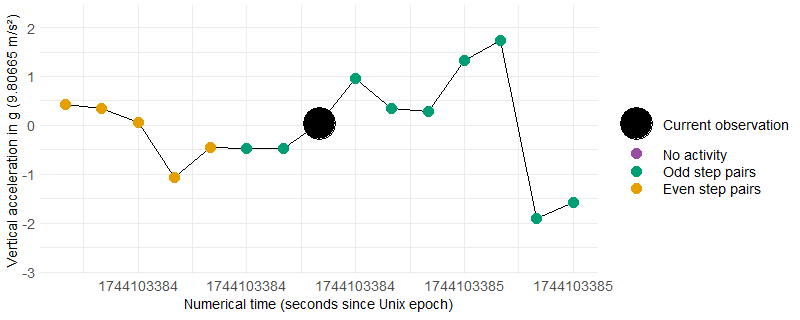 Vertical acceleration in g (9.80665 m/s²)
2
1
0
-1
-2
-3
1744103384
1744103384
1744103384
1744103385
1744103385
Numerical time (seconds since Unix epoch)
Current observation
No activity
Odd step pairs
Even step pairs